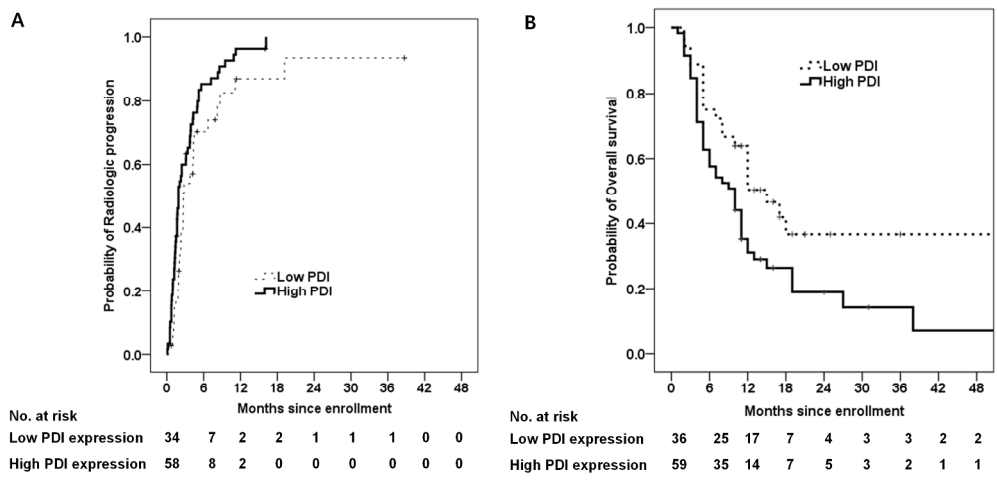 A
Probability of Radiologic progression
1.0
0.8
0.6
0.4
0.2
0.0
Low PDI
High PDI
0 6 12 18 24 30 36 42 48
Months since enrollment
No. at risk
Low PDI expression 34 7 2 2 1 1 1 0 0
High PDI expression 58 8 2 0 0 0 0 0 0
B
Probability of Overall survival
1.0
0.8
0.6
0.4
0.2
0.0
Low PDI
High PDI
0 6 12 18 24 30 36 42 48
Months since enrollment
No. at risk
Low PDI expression 36 25 17 7 4 3 3 2 2
High PDI expression 59 35 14 7 5 3 2 1 1